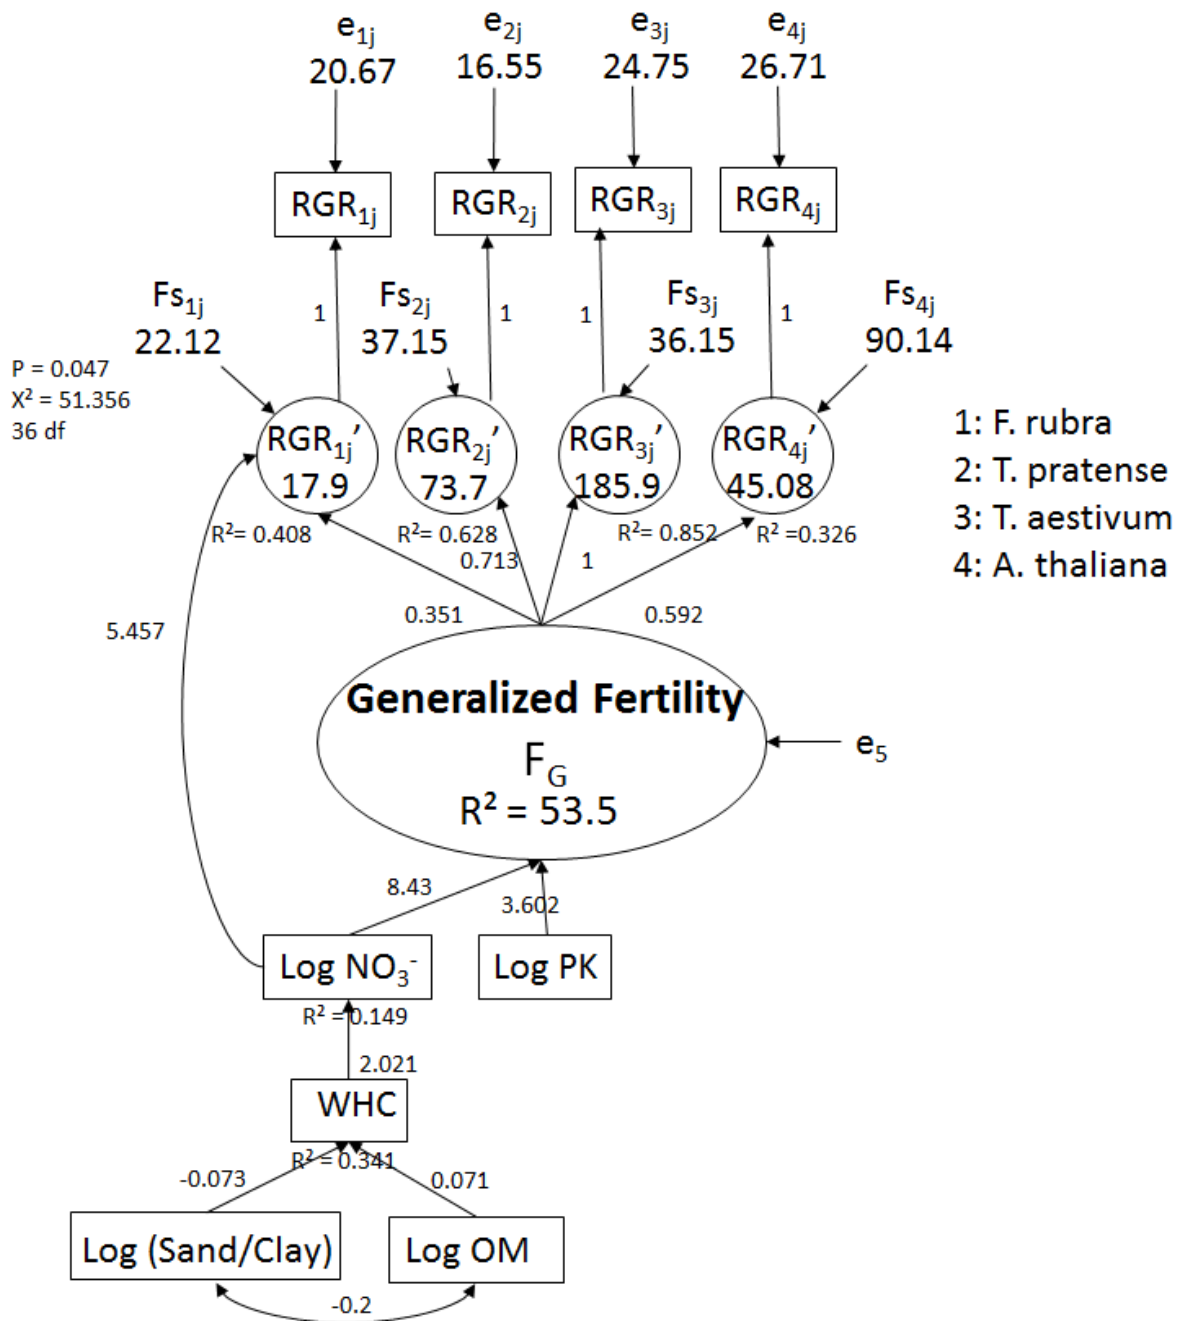 e1j
20.67
e2j
16.55
e3j
24.75
e4j
26.71
RGR1j
RGR2j
RGR3j
RGR4j
1
1
1
1
Fs1j
22.12
Fs2j
37.15
Fs3j
36.15
Fs4j
90.14
P = 0.047
X² = 51.356
36 df
RGR1j’
17.9
RGR2j’
73.7
RGR3j’
185.9
RGR4j’
45.08
1: F. rubra
2: T. pratense
3: T. aestivum
4: A. thaliana
R²= 0.408
R²= 0.628
R²= 0.852
R² =0.326
0.713
1
0.351
0.592
5.457
Generalized Fertility
FG
R² = 53.5
e5
8.43
3.602
Log NO3-
Log PK
R² = 0.149
2.021
WHC
R² = 0.341
-0.073
0.071
Log (Sand/Clay)
Log OM
-0.2